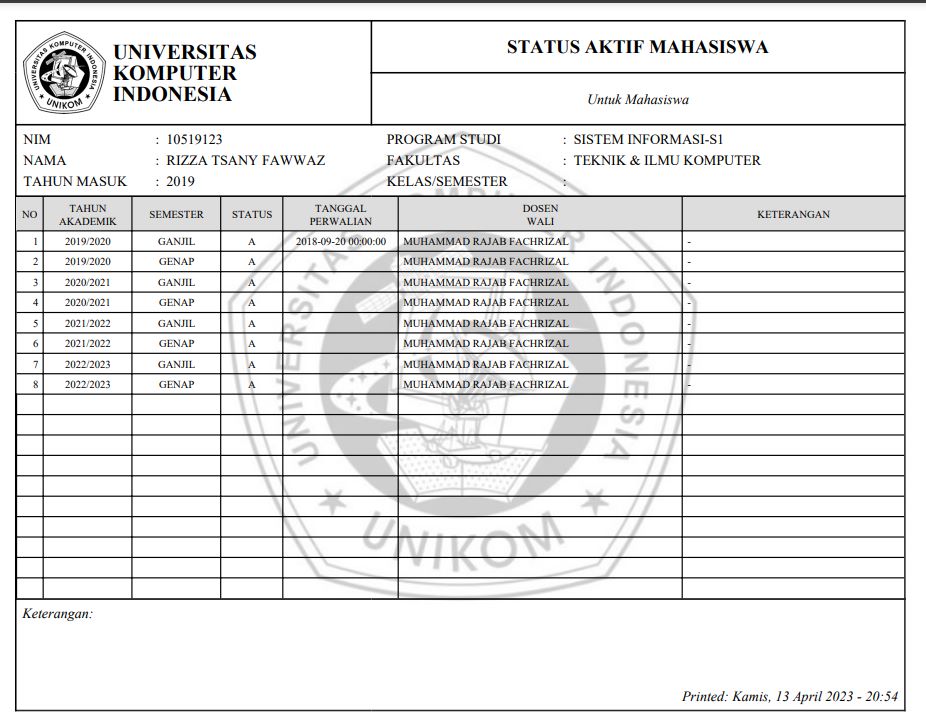 UNIVERSITAS KOMPUTER INDONESIA
UNIKOM
UNIVERSITAS
KOMPUTER
INDONESIA
STATUS AKTIF MAHASISWA
Untuk Mahasiswa
NIM : 10519123 PROGRAM STUDI : SISTEM INFORMASI-S1
NAMA : RIZZA TSANY FAWWAZ FAKULTAS : TEKNIK & ILMU KOMPUTER
TAHUN MASUK : 2019 KELAS/SEMESTER :
NO TAHUN AKADEMIK SEMESTER STATUS TANGGAL PERWALIAN DOSEN WALI KETERANGAN
1 2019/2020 GANJIL A 2018-09-20 00:00:00 MUHAMMAD RAJAB FACHRIZAL -
2 2019/2020 GENAP A MUHAMMAD RAJAB FACHRIZAL -
3 2020/2021 GANJIL A MUHAMMAD RAJAB FACHRIZAL -
4 2020/2021 GENAP A MUHAMMAD RAJAB FACHRIZAL -
5 2021/2022 GANJIL A MUHAMMAD RAJAB FACHRIZAL -
6 2021/2022 GENAP A MUHAMMAD RAJAB FACHRIZAL -
7 2022/2023 GANJIL A MUHAMMAD RAJAB FACHRIZAL -
8 2022/2023 GENAP A MUHAMMAD RAJAB FACHRIZAL -
UNIVERSITAS KOMPUTER INDONESIA
UNIKOM
Keterangan:
Printed: Kamis, 13 April 2023 - 20:54